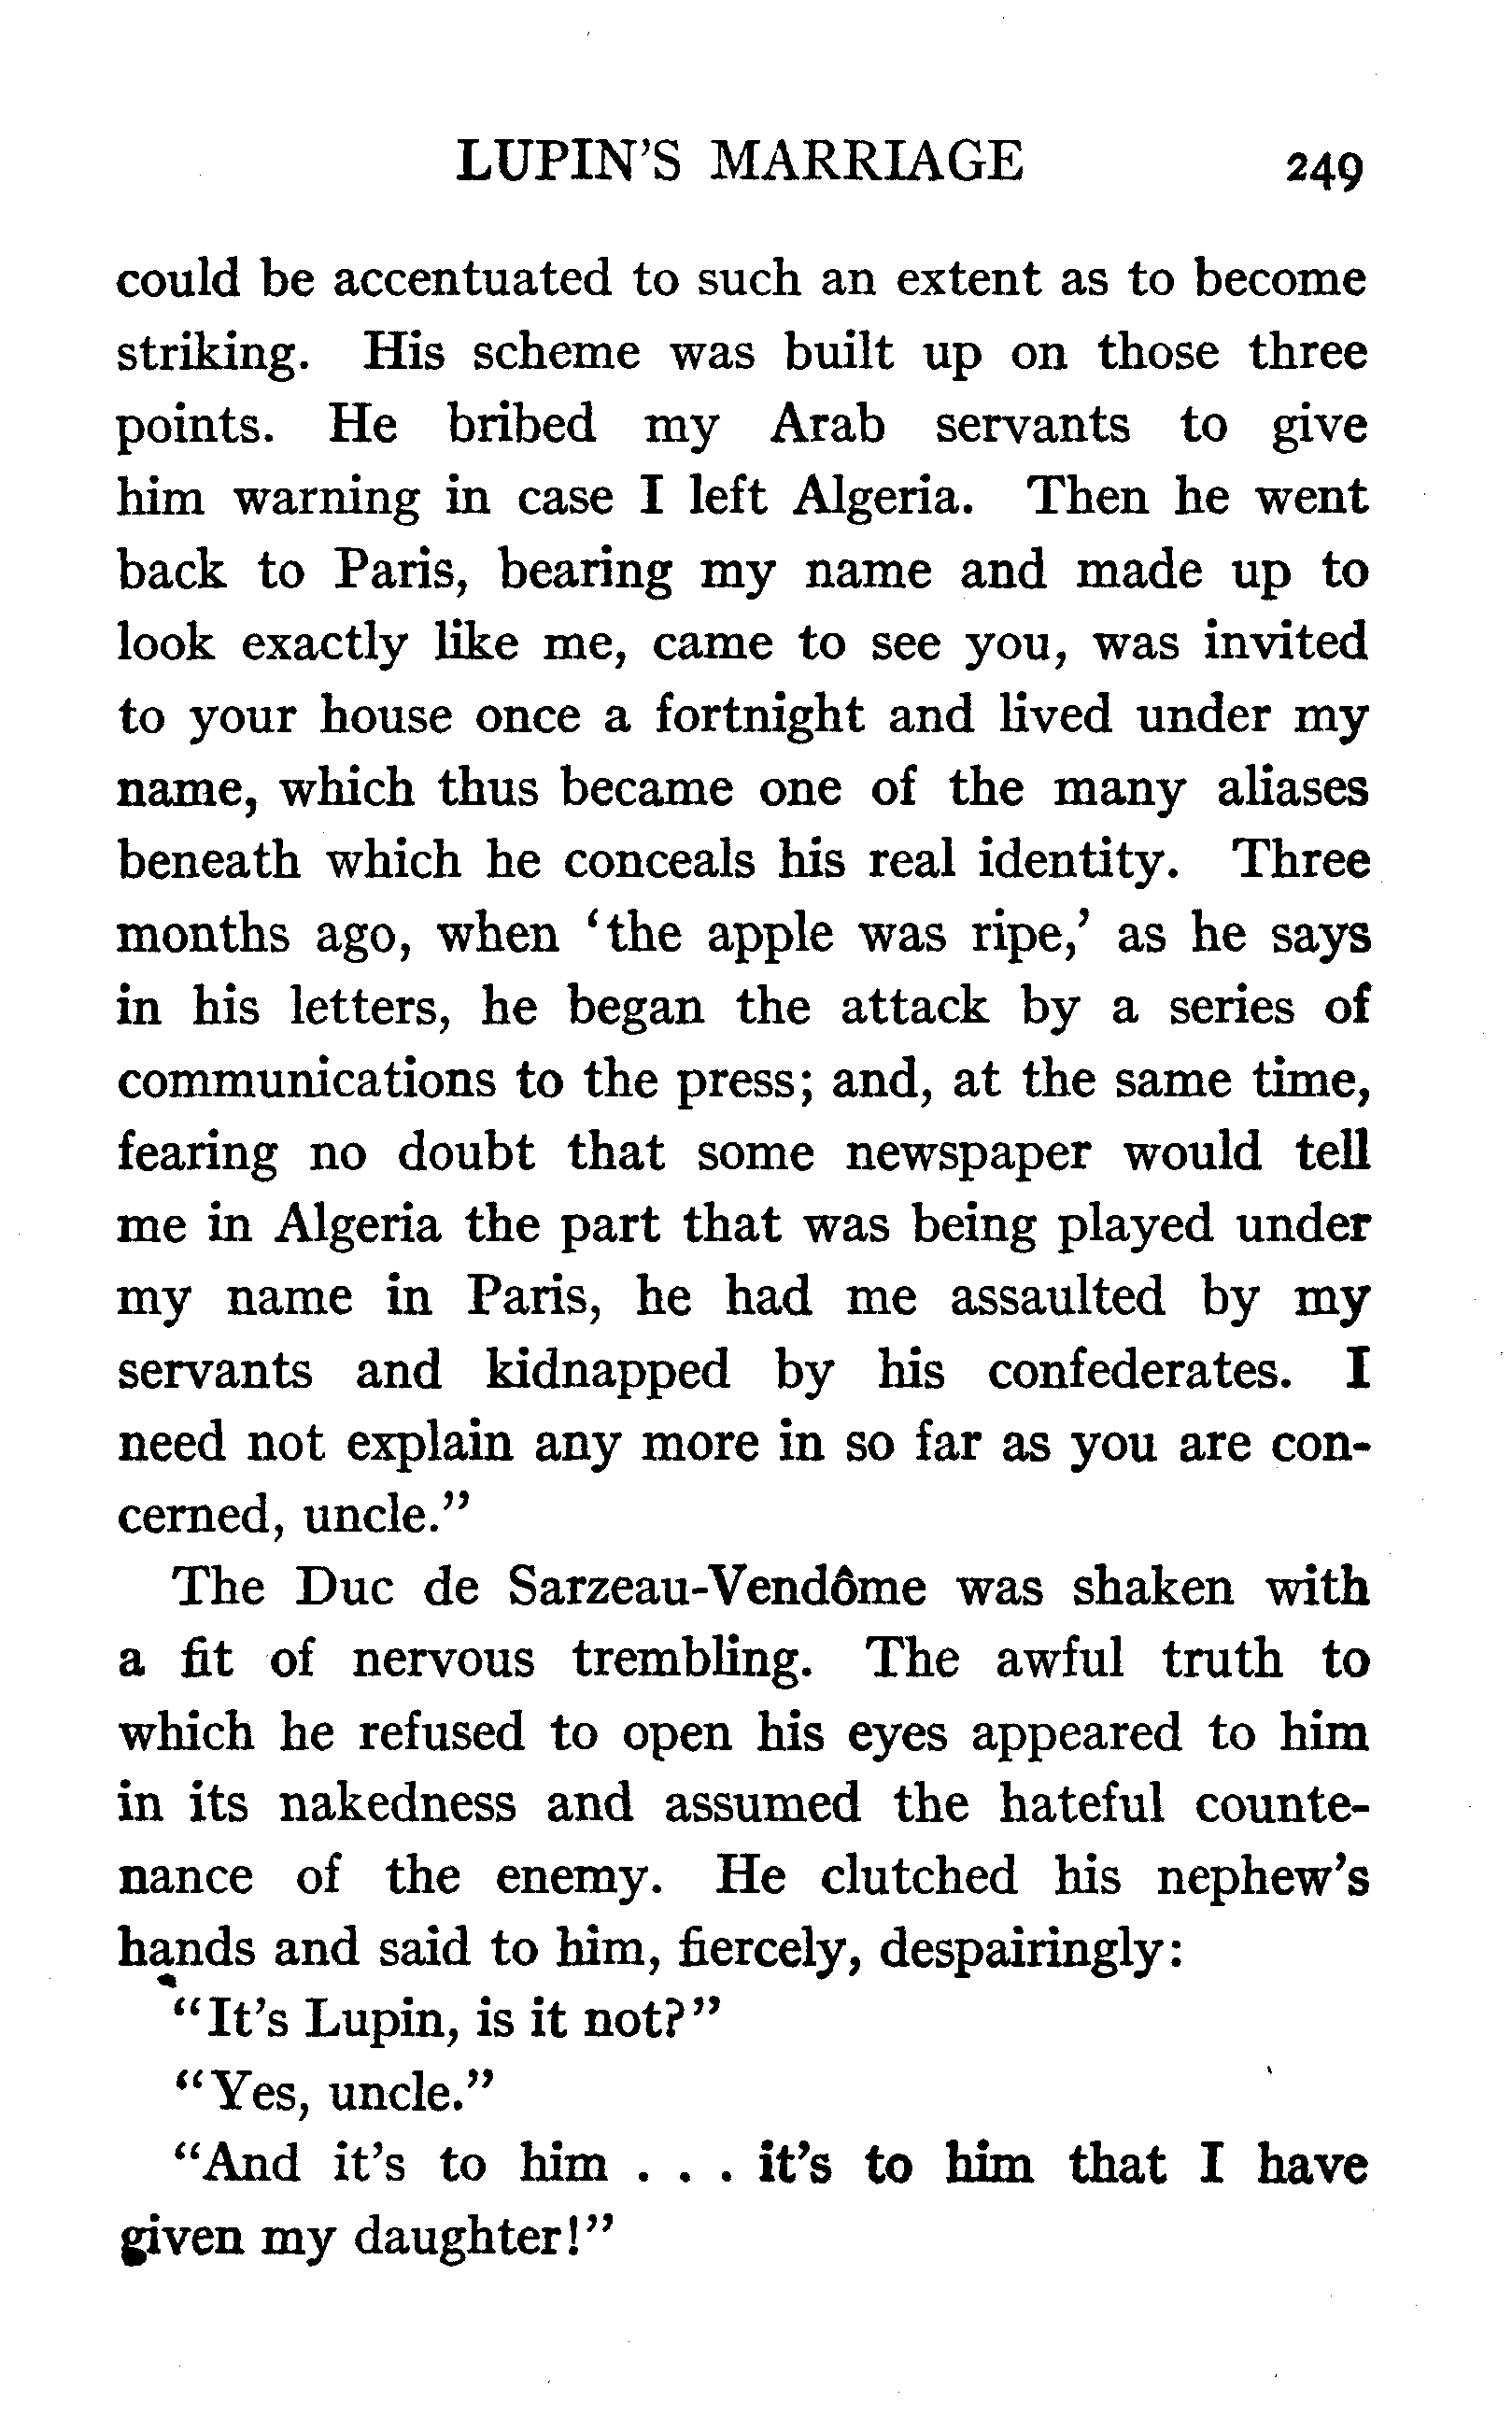 LUPIN'S MARRIAGE 249
could be accentuated to such an extent as to become
striking. His scheme was built up on those three
points. He bribed my Arab servants to give
him warning in case I left Algeria. Then he went
back to Paris, bearing my name and made up to
look exactly like me, came to see you, was invited
to your house once a fortnight and lived under my
name, which thus became one of the many aliases
beneath which he conceals his real identity. Three
months ago, when 'the apple was ripe,' as he says
in his letters, he began the attack by a series of
communications to the press; and, at the same time,
fearing no doubt that some newspaper would tell
me in Algeria the part that was being played under
my name in Paris, he had me assaulted by my
servants and kidnapped by his confederates. I
need not explain any more in so far as you are con-
cerned, uncle."
The Duc de Sarzeau-Vendôme was shaken with
a fit of nervous trembling. The awful truth to
which he refused to open his eyes appeared to him
in its nakedness and assumed the hateful counte-
nance of the enemy. He clutched his nephew's
hands and said to him, fiercely, despairingly:
"It's Lupin, is it not?"
"Yes, uncle."
"And it's to him . . . it's to him that I have
given my daughter!"